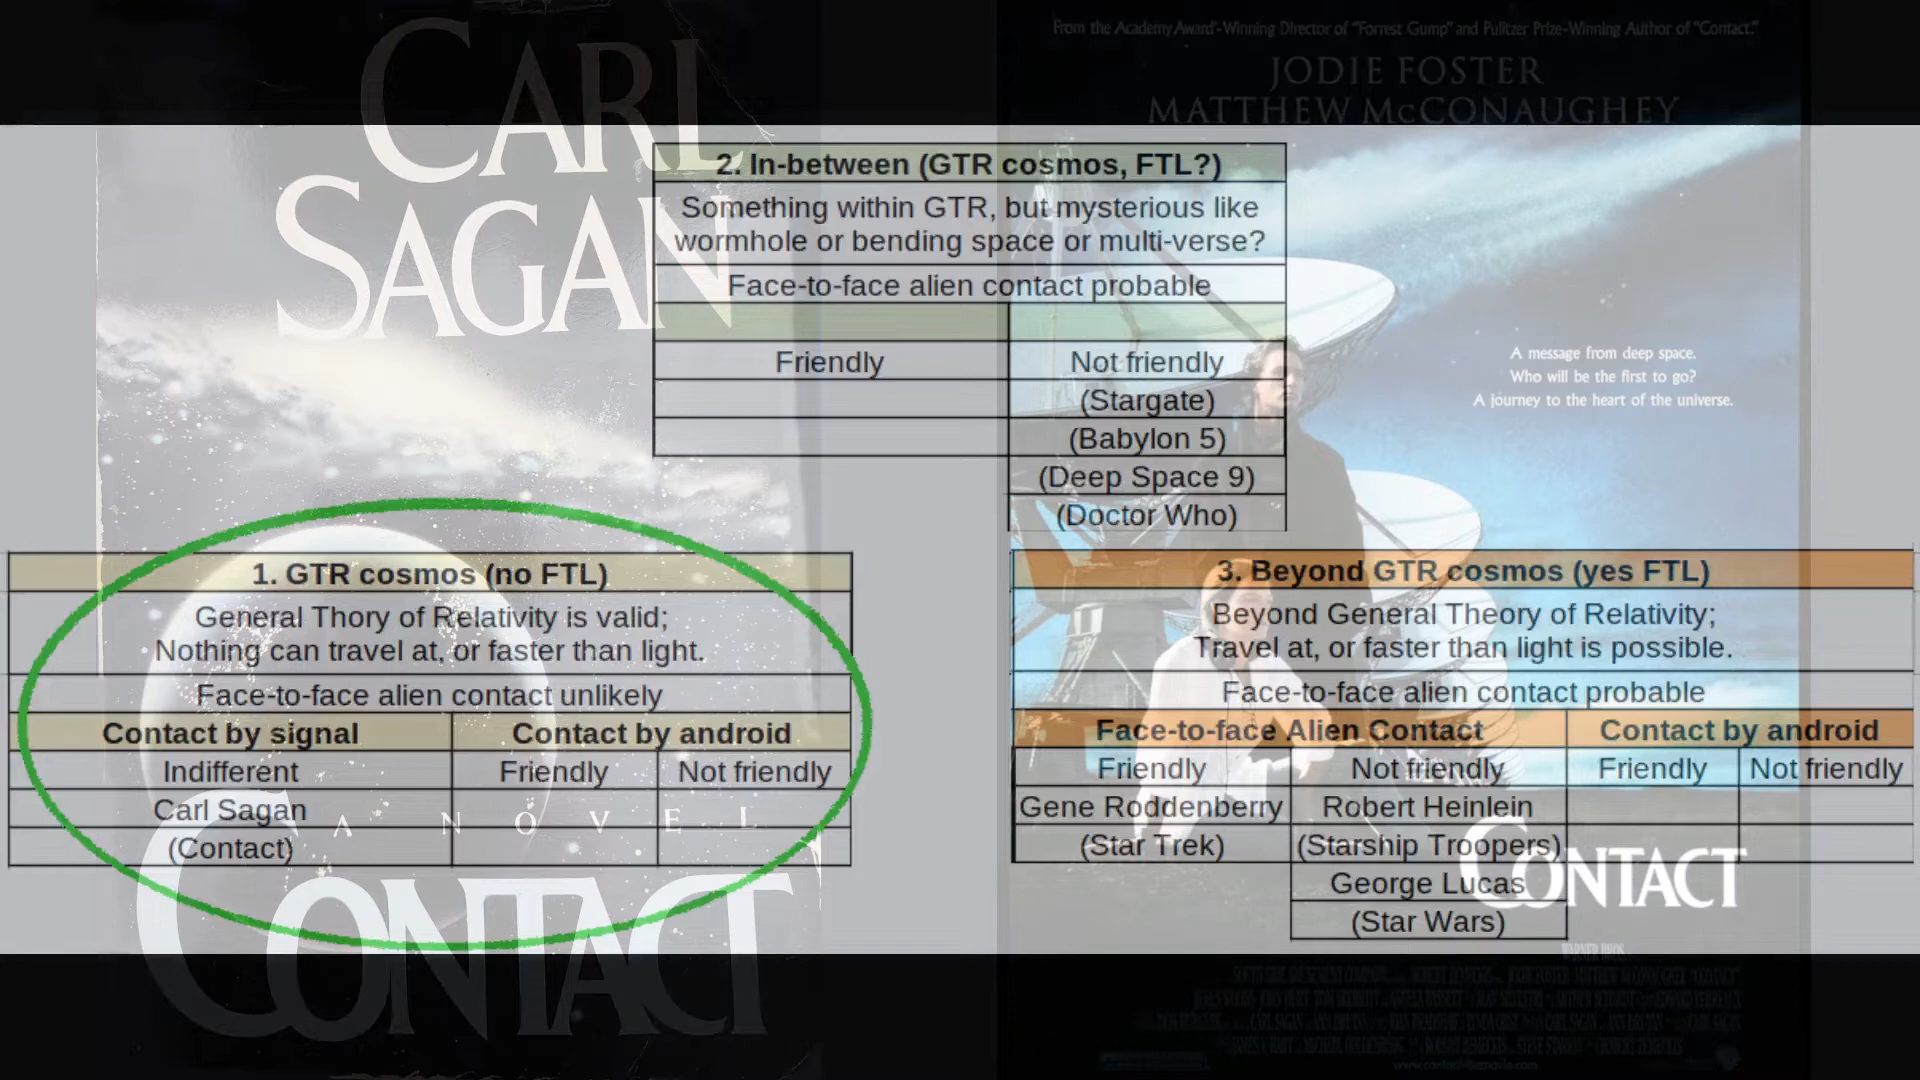 CARL
SAGAN
From the Academy Award-Winning Director of "Forrest Gump" and Pulitzer Prize-Winning Author of "Contact."
JODIE FOSTER
MATTHEW McCONAUGHEY
2. In-between (GTR cosmos, FTL?)
Something within GTR, but mysterious like
wormhole or bending space or multi-verse?
Face-to-face alien contact probable
Friendly Not friendly
(Stargate)
(Babylon 5)
(Deep Space 9)
(Doctor Who)
A message from deep space.
Who will be the first to go?
A journey to the heart of the universe.
1. GTR cosmos (no FTL)
General Thory of Relativity is valid;
Nothing can travel at, or faster than light.
Face-to-face alien contact unlikely
Contact by signal Contact by android
Indifferent Friendly Not friendly
Carl Sagan
(Contact)
A NOVEL
CONTACT
3. Beyond GTR cosmos (yes FTL)
Beyond General Theory of Relativity;
Travel at, or faster than light is possible.
Face-to-face alien contact probable
Face-to-face Alien Contact Contact by android
Friendly Not friendly Friendly Not friendly
Gene Roddenberry Robert Heinlein
(Star Trek) (Starship Troopers)
George Lucas
(Star Wars)
CONTACT
WARNER BROS.